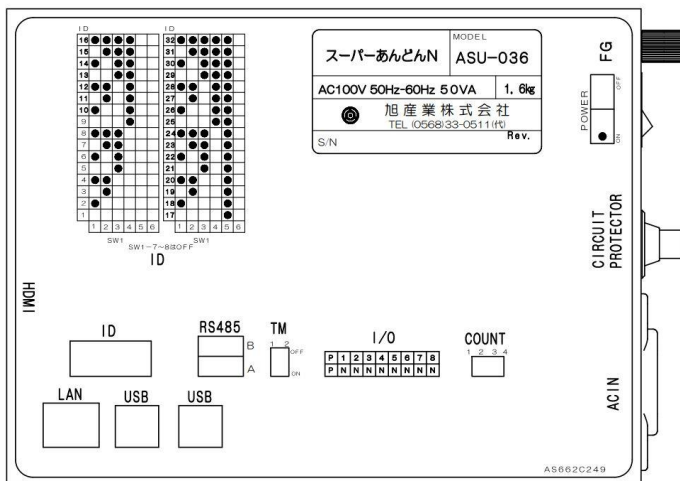 ID ID
16 32
15 31
14 30
13 29
12 28
11 27
10 26
9 25
8 24
7 23
6 22
5 21
4 20
3 19
2 18
1 17
1 2 3 4 5 6 1 2 3 4 5 6
SW1 SW1
SW1-7~8はOFF
ID
スーパーあんどんN
MODEL
ASU-036
AC100V 50Hz-60Hz 50VA
1.6kg
旭産業株式会社
TEL (0568)33-0511(代)
S/N
Rev.
FG
POWER
OFF
ON
CIRCUIT
PROTECTOR
HDMI
ID
RS485
B
A
TM
1 2
OFF
ON
I/O
P 1 2 3 4 5 6 7 8
P N N N N N N N N
COUNT
1 2 3 4
LAN
USB
USB
ACIN
AS662C249